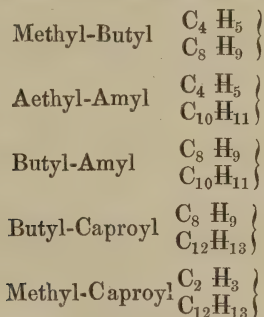 Methyl-Butyl C₄ H₅
C₈ H₉ }
Aethyl-Amyl C₄ H₅
C₁₀H₁₁ }
Butyl-Amyl C₈ H₉
C₁₀H₁₁ }
Butyl-Caproyl C₈ H₉
C₁₂H₁₃ }
Methyl-Caproyl C₂ H₃
C₁₂H₁₃ }